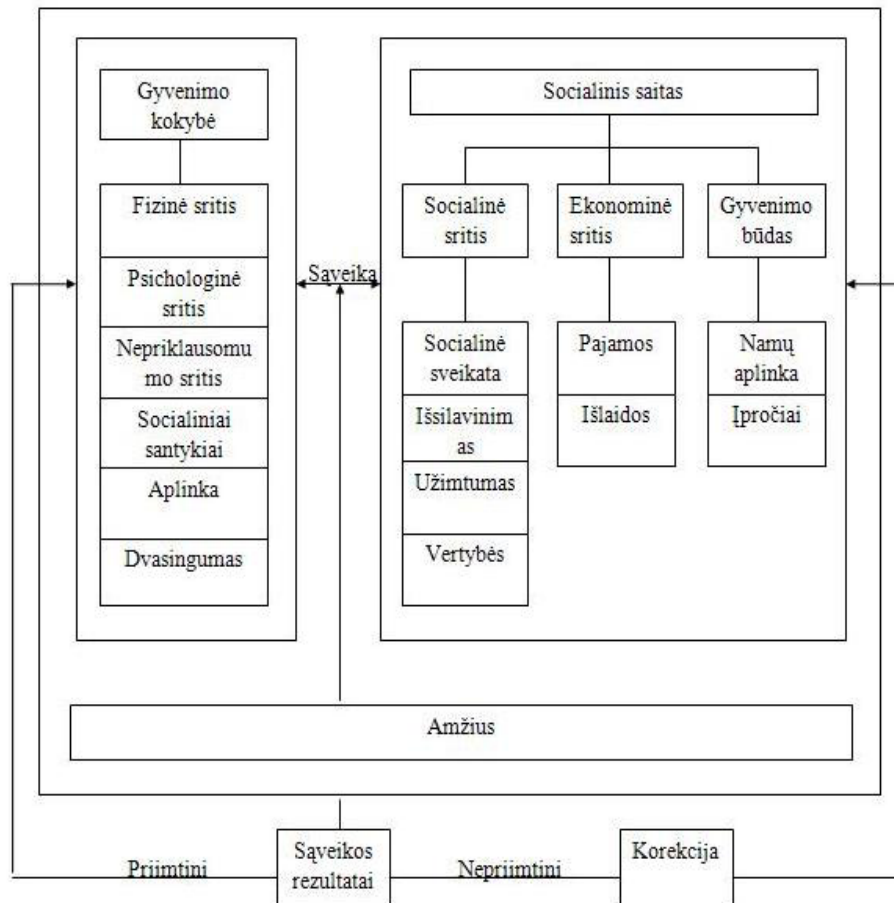 Gyvenimo
kokybė
Fizinė sritis
Psichologinė
sritis
Nepriklausomu
mo sritis
Socialiniai
santykiai
Aplinka
Dvasingumas
Sąveika
Socialinis saitas
Socialinė
sritis
Socialinė
sveikata
Išsilavinim
as
Užimtumas
Vertybės
Ekonominė
sritis
Pajamos
Išlaidos
Gyvenimo
būdas
Namų
aplinka
Įpročiai
Amžius
Priimtini
Sąveikos
rezultatai
Nepriimtini
Korekcija